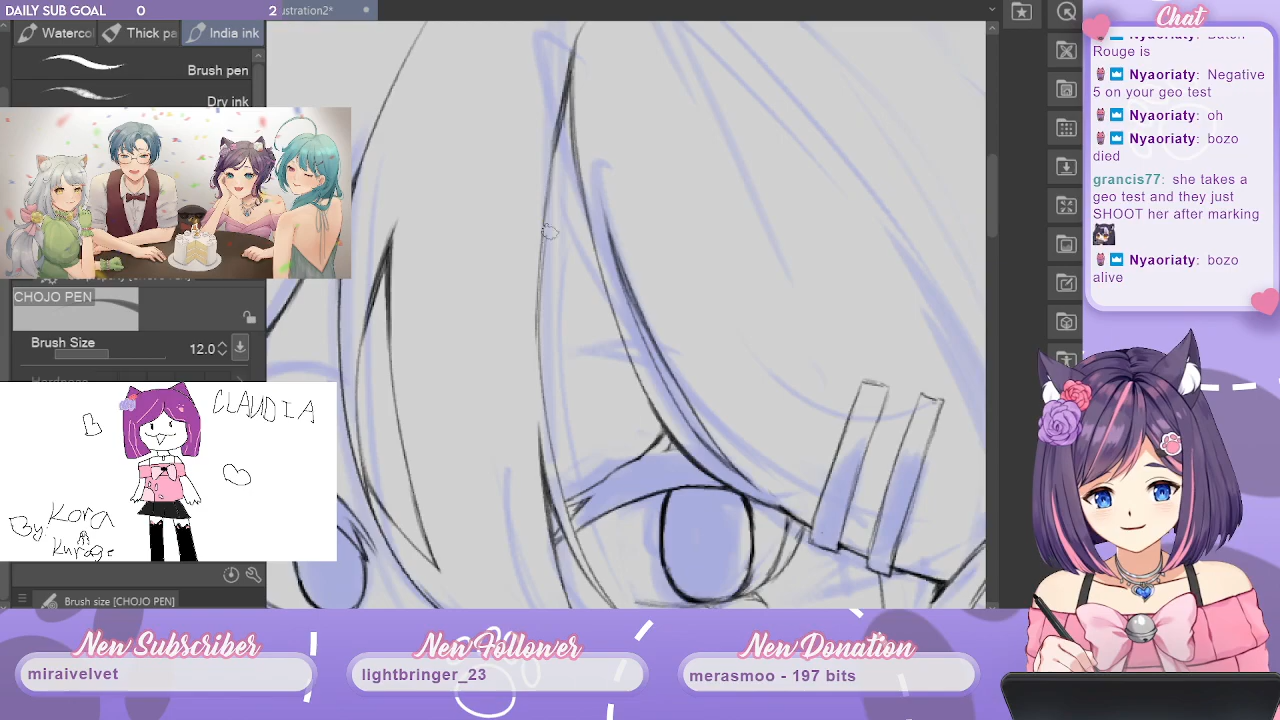 DAILY SUB GOAL 0 2
ustration2*
Waterco
Thick pa
India ink
Brush pen
Dry ink
CHOJO PEN
Brush Size 12.0
Hardness
Brush size [CHOJO PEN]
CLAUDIA
By Kora
Chat
Rouge is
Nyaoriaty: Negative
5 on your geo test
Nyaoriaty: oh
Nyaoriaty: bozo
died
grancis77: she takes a
geo test and they just
SHOOT her after marking
Nyaoriaty: bozo
alive
New Subscriber
miraivelvet
New Follower
lightbringer_23
New Donation
merasmoo - 197 bits